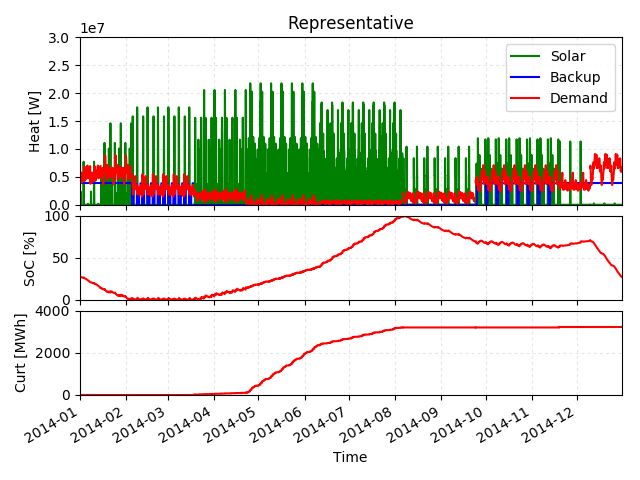 Representative
1e7
3.0
2.5
2.0
1.5
1.0
0.5
0.0
Heat [W]
Solar
Backup
Demand
100
50
0
SoC [%]
4000
2000
0
Curt [MWh]
2014-01
2014-02
2014-03
2014-04
2014-05
2014-06
2014-07
2014-08
2014-09
2014-10
2014-11
2014-12
Time